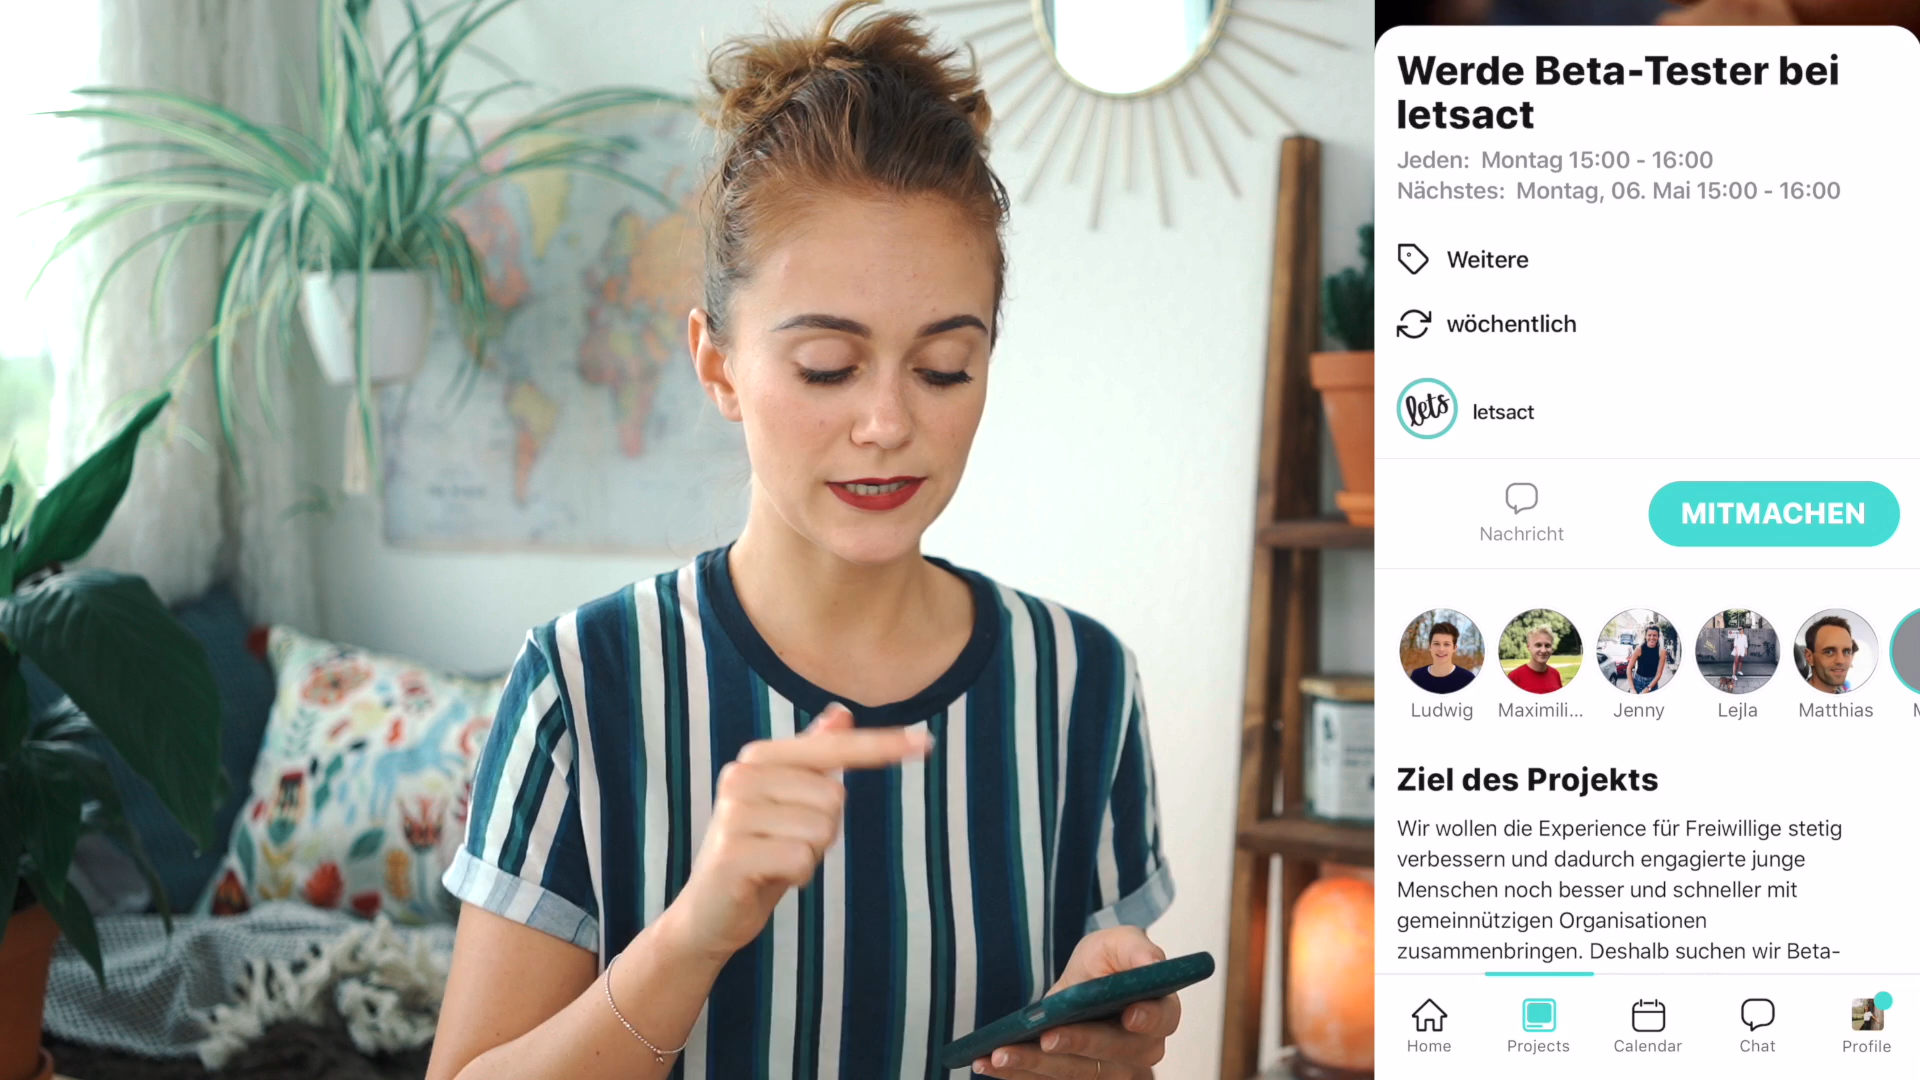 Werde Beta-Tester bei
letsact
Jeden: Montag 15:00 - 16:00
Nächstes: Montag, 06. Mai 15:00 - 16:00
Weitere
wöchentlich
lets
letsact
Nachricht
MITMACHEN
Ludwig
Maximili...
Jenny
Lejla
Matthias
Ziel des Projekts
Wir wollen die Experience für Freiwillige stetig
verbessern und dadurch engagierte junge
Menschen noch besser und schneller mit
gemeinnützigen Organisationen
zusammenbringen. Deshalb suchen wir Beta-
Home
Projects
Calendar
Chat
Profile